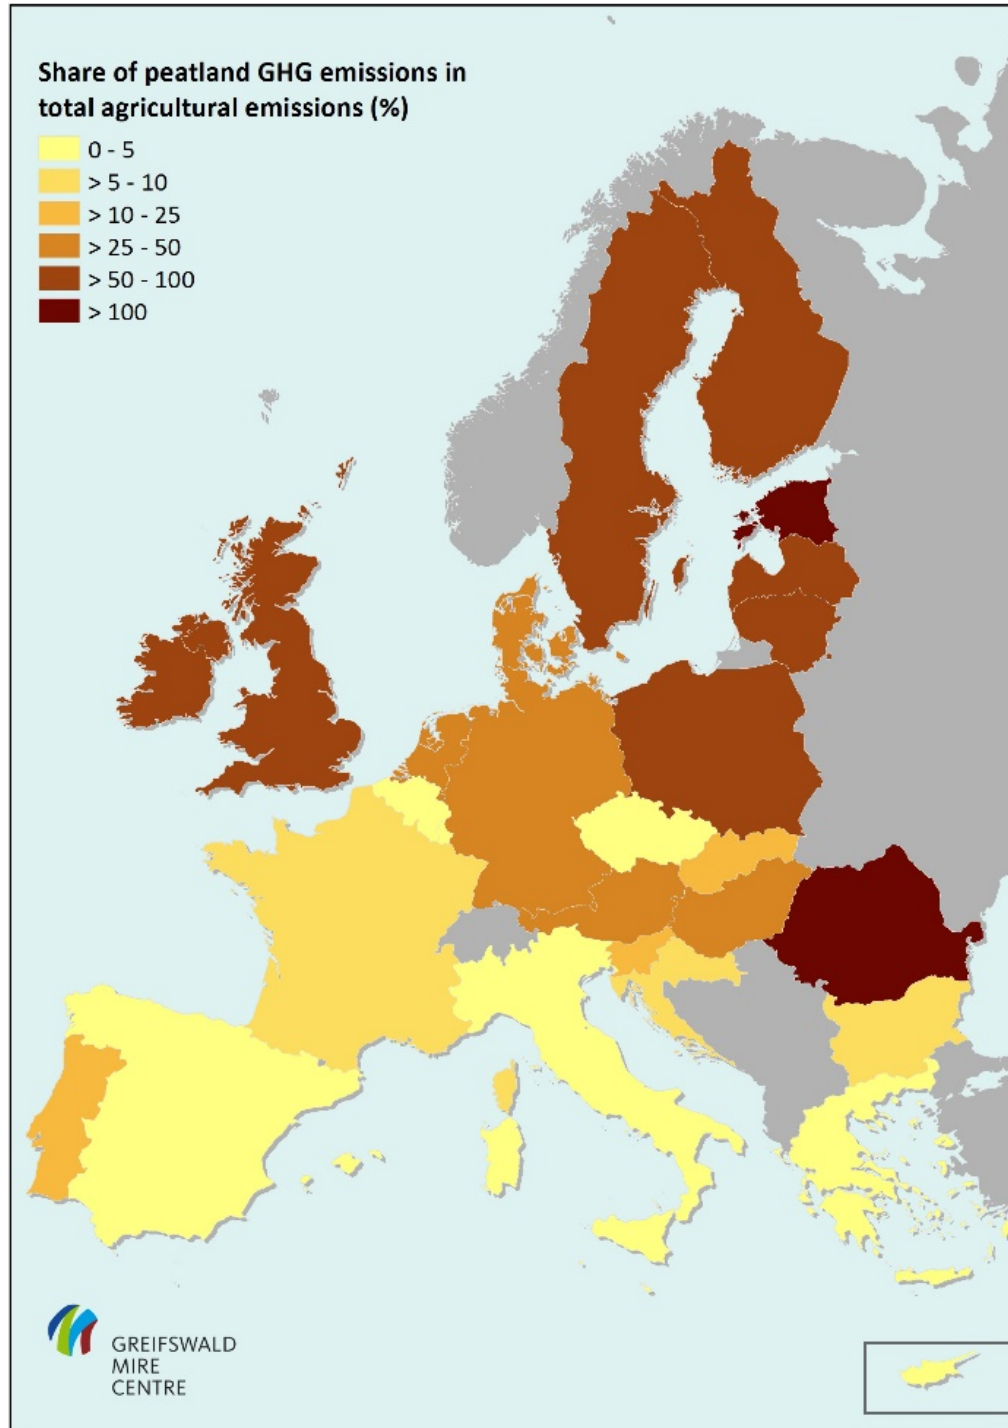 Share of peatland GHG emissions in
total agricultural emissions (%)
0 - 5
> 5 - 10
> 10 - 25
> 25 - 50
> 50 - 100
> 100
GREIFSWALD
MIRE
CENTRE